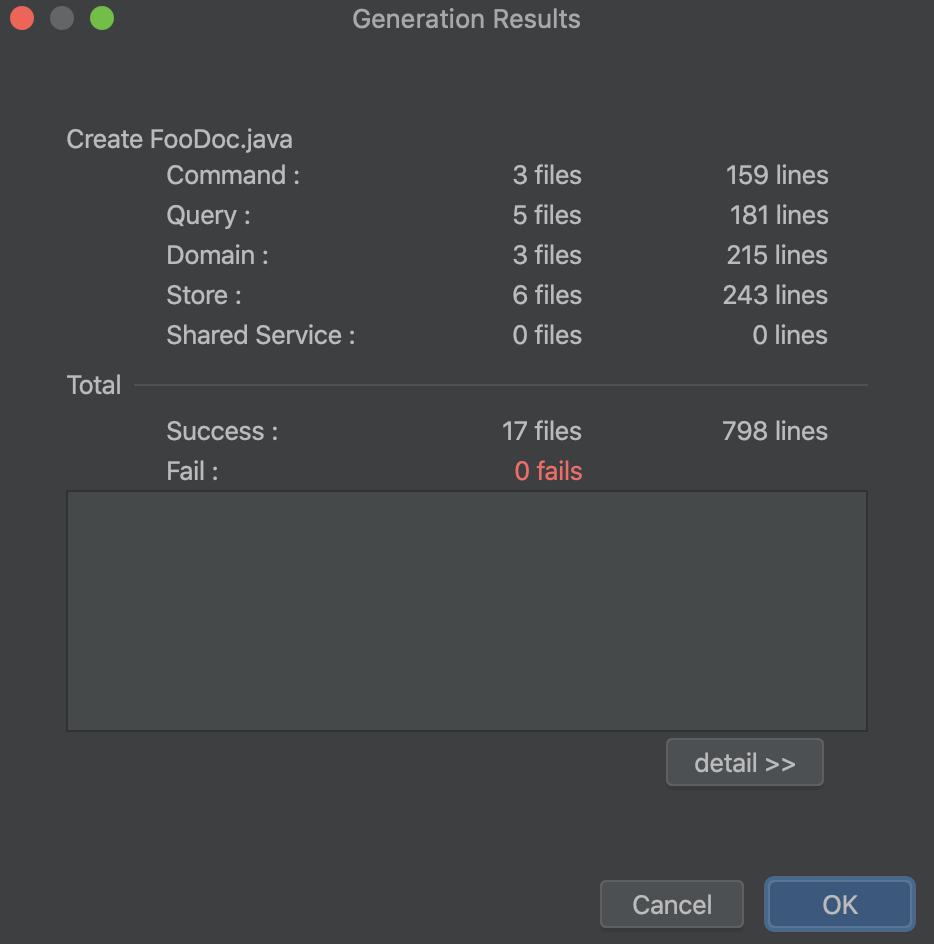 Generation Results
Create FooDoc.java
Command : 3 files 159 lines
Query : 5 files 181 lines
Domain : 3 files 215 lines
Store : 6 files 243 lines
Shared Service : 0 files 0 lines
Total
Success : 17 files 798 lines
Fail : 0 fails
detail >>
Cancel OK